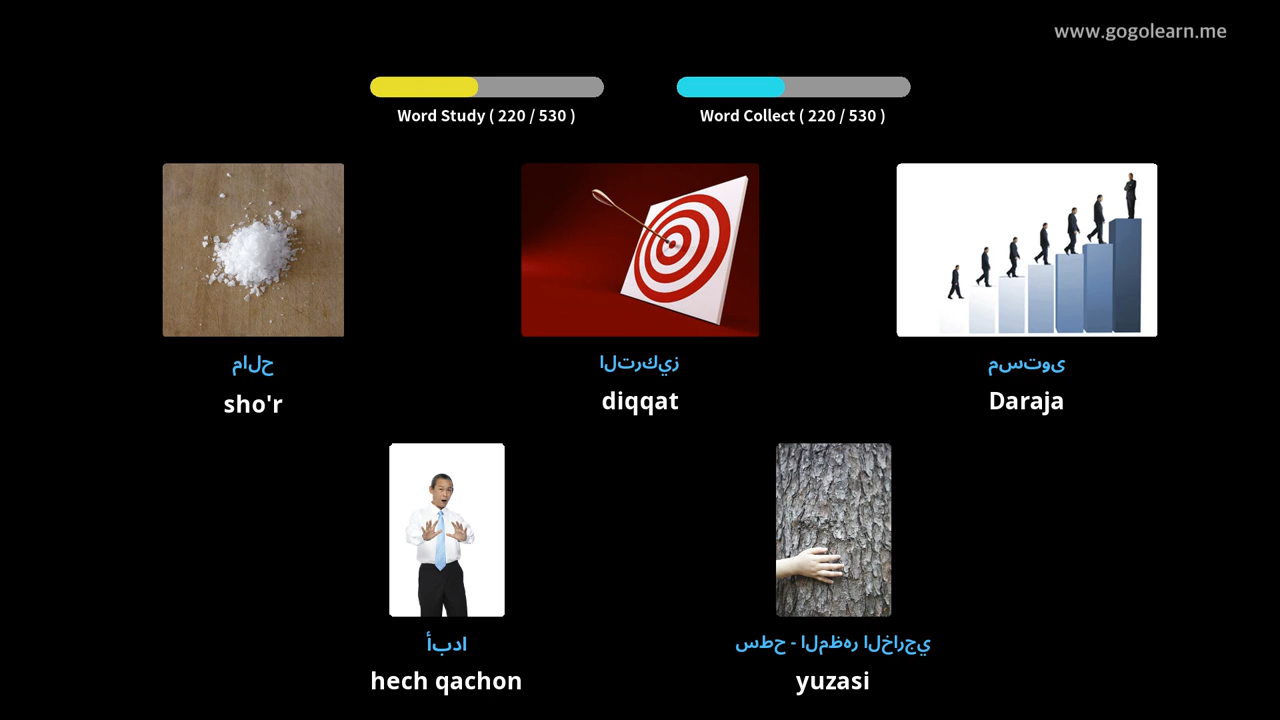 www.gogolearn.me
Word Study ( 220 / 530 )
Word Collect ( 220 / 530 )
مالح
sho'r
التركيز
diqqat
مستوى
Daraja
أبدا
hech qachon
سطح - المظهر الخارجي
yuzasi